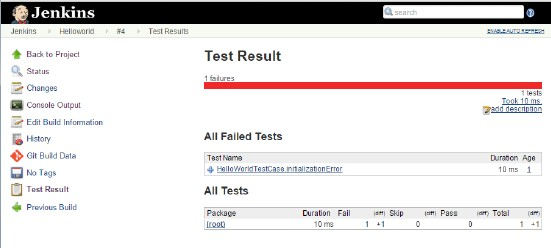 Jenkins
search
Jenkins Helloworld #4 Test Results ENABLE AUTO REFRESH
Back to Project
Status
Changes
Console Output
Edit Build Information
History
Git Build Data
No Tags
Test Result
Previous Build
Test Result
1 failures
1 tests
Took 10 ms.
add description
All Failed Tests
Test Name Duration Age
HelloWorldTestCase.initializationError 10 ms 1
All Tests
Package Duration Fail (diff) Skip (diff) Pass (diff) Total (diff)
(root) 10 ms 1 +1 0 0 1 +1